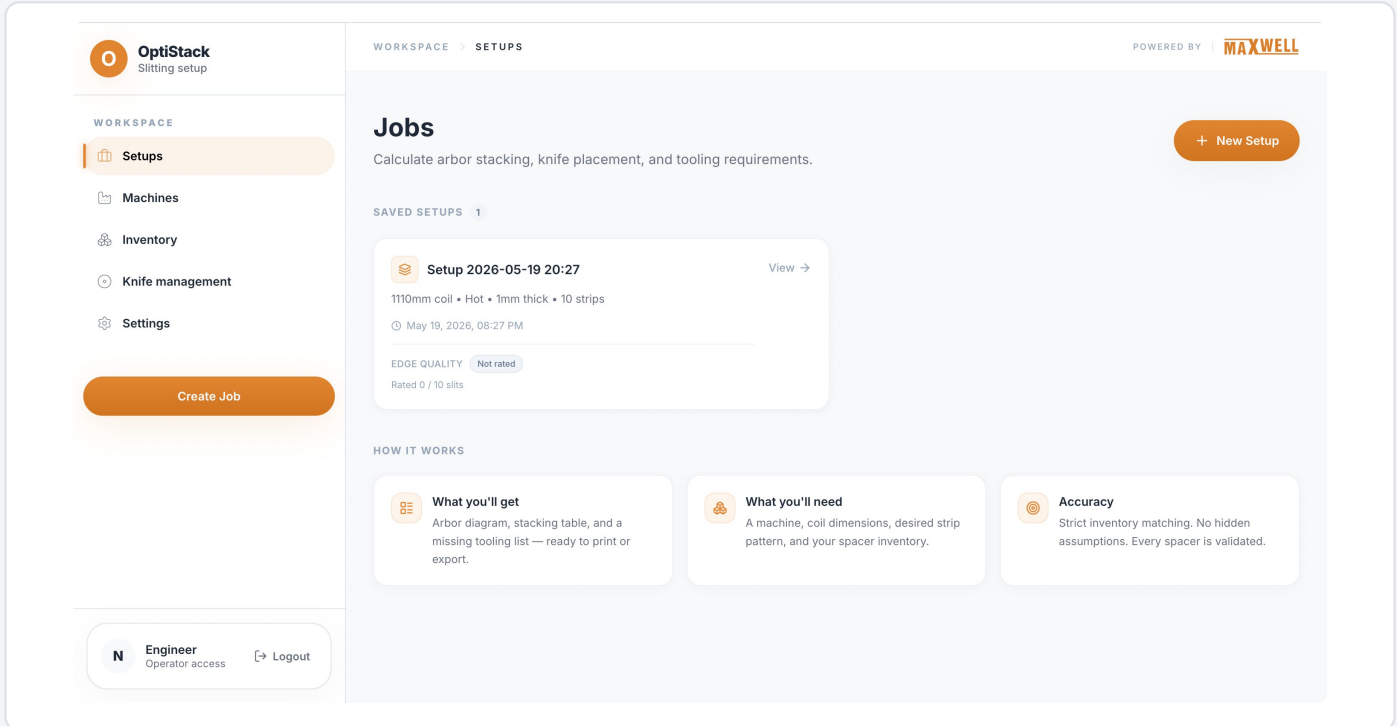 O
OptiStack
Slitting setup
WORKSPACE
Setups
Machines
Inventory
Knife management
Settings
Create Job
N
Engineer
Operator access
Logout
WORKSPACE > SETUPS
POWERED BY
MAXWELL
Jobs
Calculate arbor stacking, knife placement, and tooling requirements.
+ New Setup
SAVED SETUPS 1
Setup 2026-05-19 20:27
View →
1110mm coil • Hot • 1mm thick • 10 strips
May 19, 2026, 08:27 PM
EDGE QUALITY Not rated
Rated 0 / 10 slits
HOW IT WORKS
What you'll get
Arbor diagram, stacking table, and a
missing tooling list — ready to print or
export.
What you'll need
A machine, coil dimensions, desired strip
pattern, and your spacer inventory.
Accuracy
Strict inventory matching. No hidden
assumptions. Every spacer is validated.